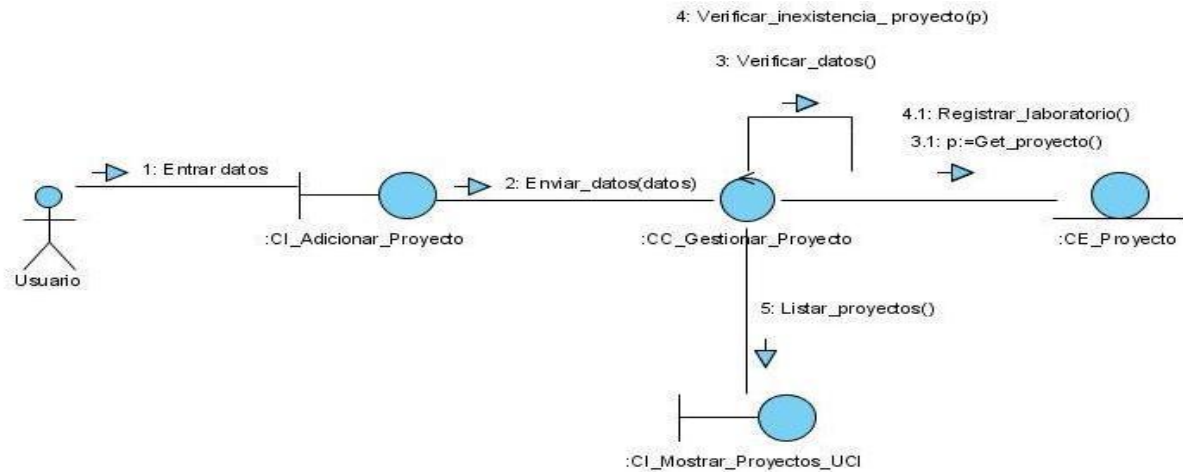 4: Verificar_inexistencia_ proyecto(p)
3: Verificar_datos()
4.1: Registrar_laboratorio()
3.1: p:=Get_proyecto()
1: Entrar datos
2: Enviar_datos(datos)
:CI_Adicionar_Proyecto
:CC_Gestionar_Proyecto
:CE_Proyecto
Usuario
5: Listar_proyectos()
:CI_Mostrar_Proyectos_UCI